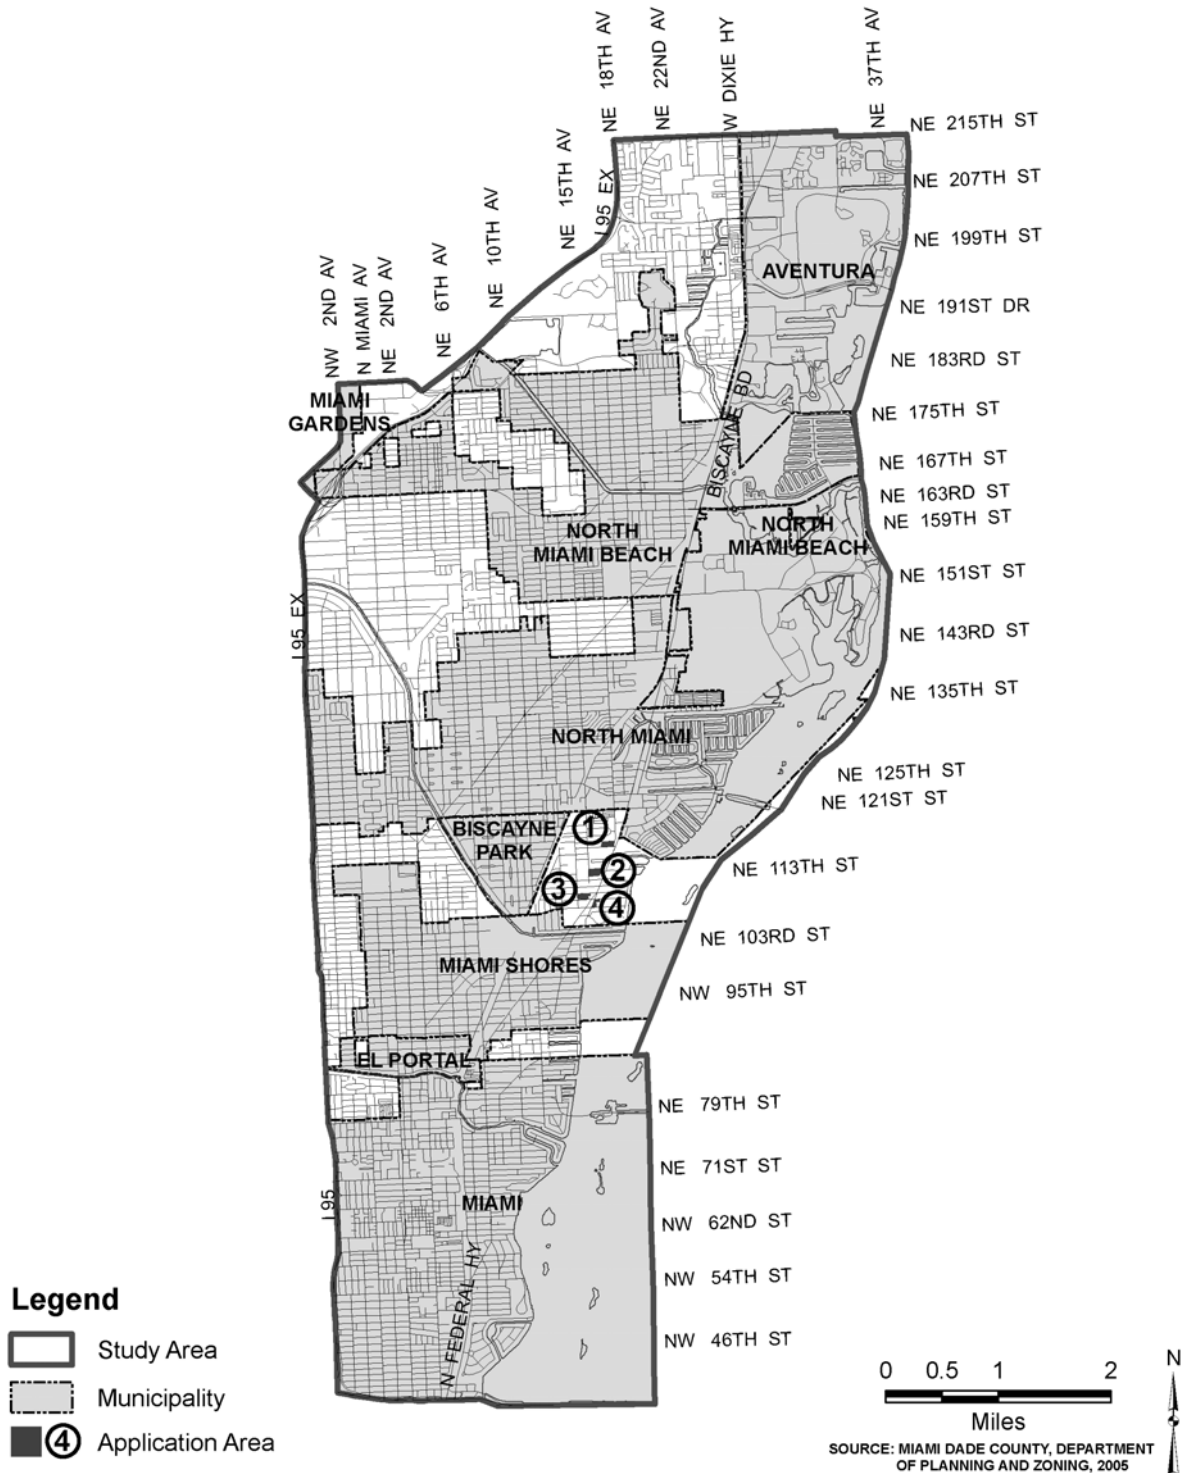 NW 2ND AV
N MIAMI AV
NE 2ND AV
NE 6TH AV
NE 10TH AV
NE 15TH AV
I 95 EX
NE 18TH AV
NE 22ND AV
W DIXIE HY
NE 37TH AV
NE 215TH ST
NE 207TH ST
NE 199TH ST
AVENTURA
NE 191ST DR
NE 183RD ST
BISCAYNE BD
MIAMI
GARDENS
NE 175TH ST
NE 167TH ST
NE 163RD ST
NE 159TH ST
NORTH
MIAMI BEACH
NORTH
MIAMI BEACH
NE 151ST ST
I 95 EX
NE 143RD ST
NE 135TH ST
NORTH MIAMI
NE 125TH ST
NE 121ST ST
BISCAYNE
PARK
1
2
3
4
NE 113TH ST
NE 103RD ST
MIAMI SHORES
NW 95TH ST
EL PORTAL
NE 79TH ST
NE 71ST ST
I 95
MIAMI
NW 62ND ST
N FEDERAL HY
NW 54TH ST
NW 46TH ST
Legend
Study Area
Municipality
4 Application Area
0 0.5 1 2
Miles
N
SOURCE: MIAMI DADE COUNTY, DEPARTMENT
OF PLANNING AND ZONING, 2005